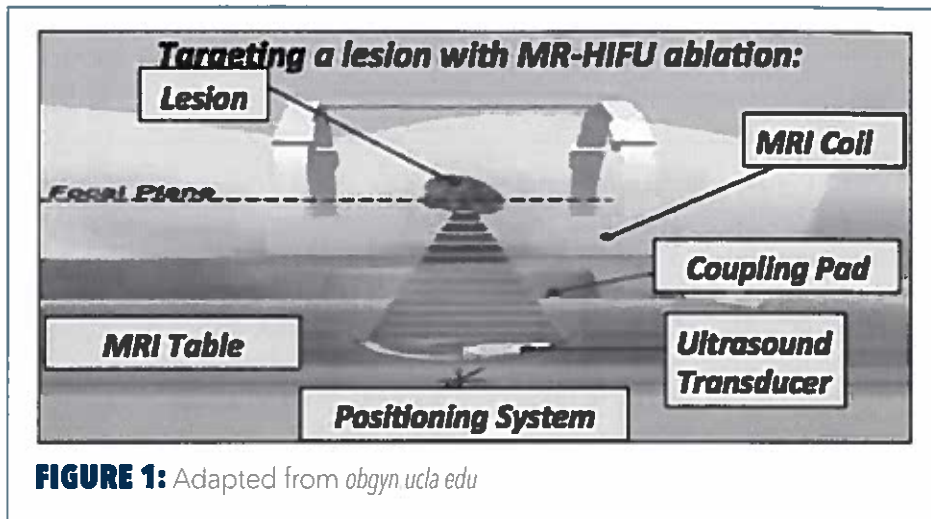 Targeting a lesion with MR-HIFU ablation:
Lesion
MRI Coil
Focal Plane
Coupling Pad
MRI Table
Ultrasound
Transducer
Positioning System
FIGURE 1: Adapted from obgyn ucla edu